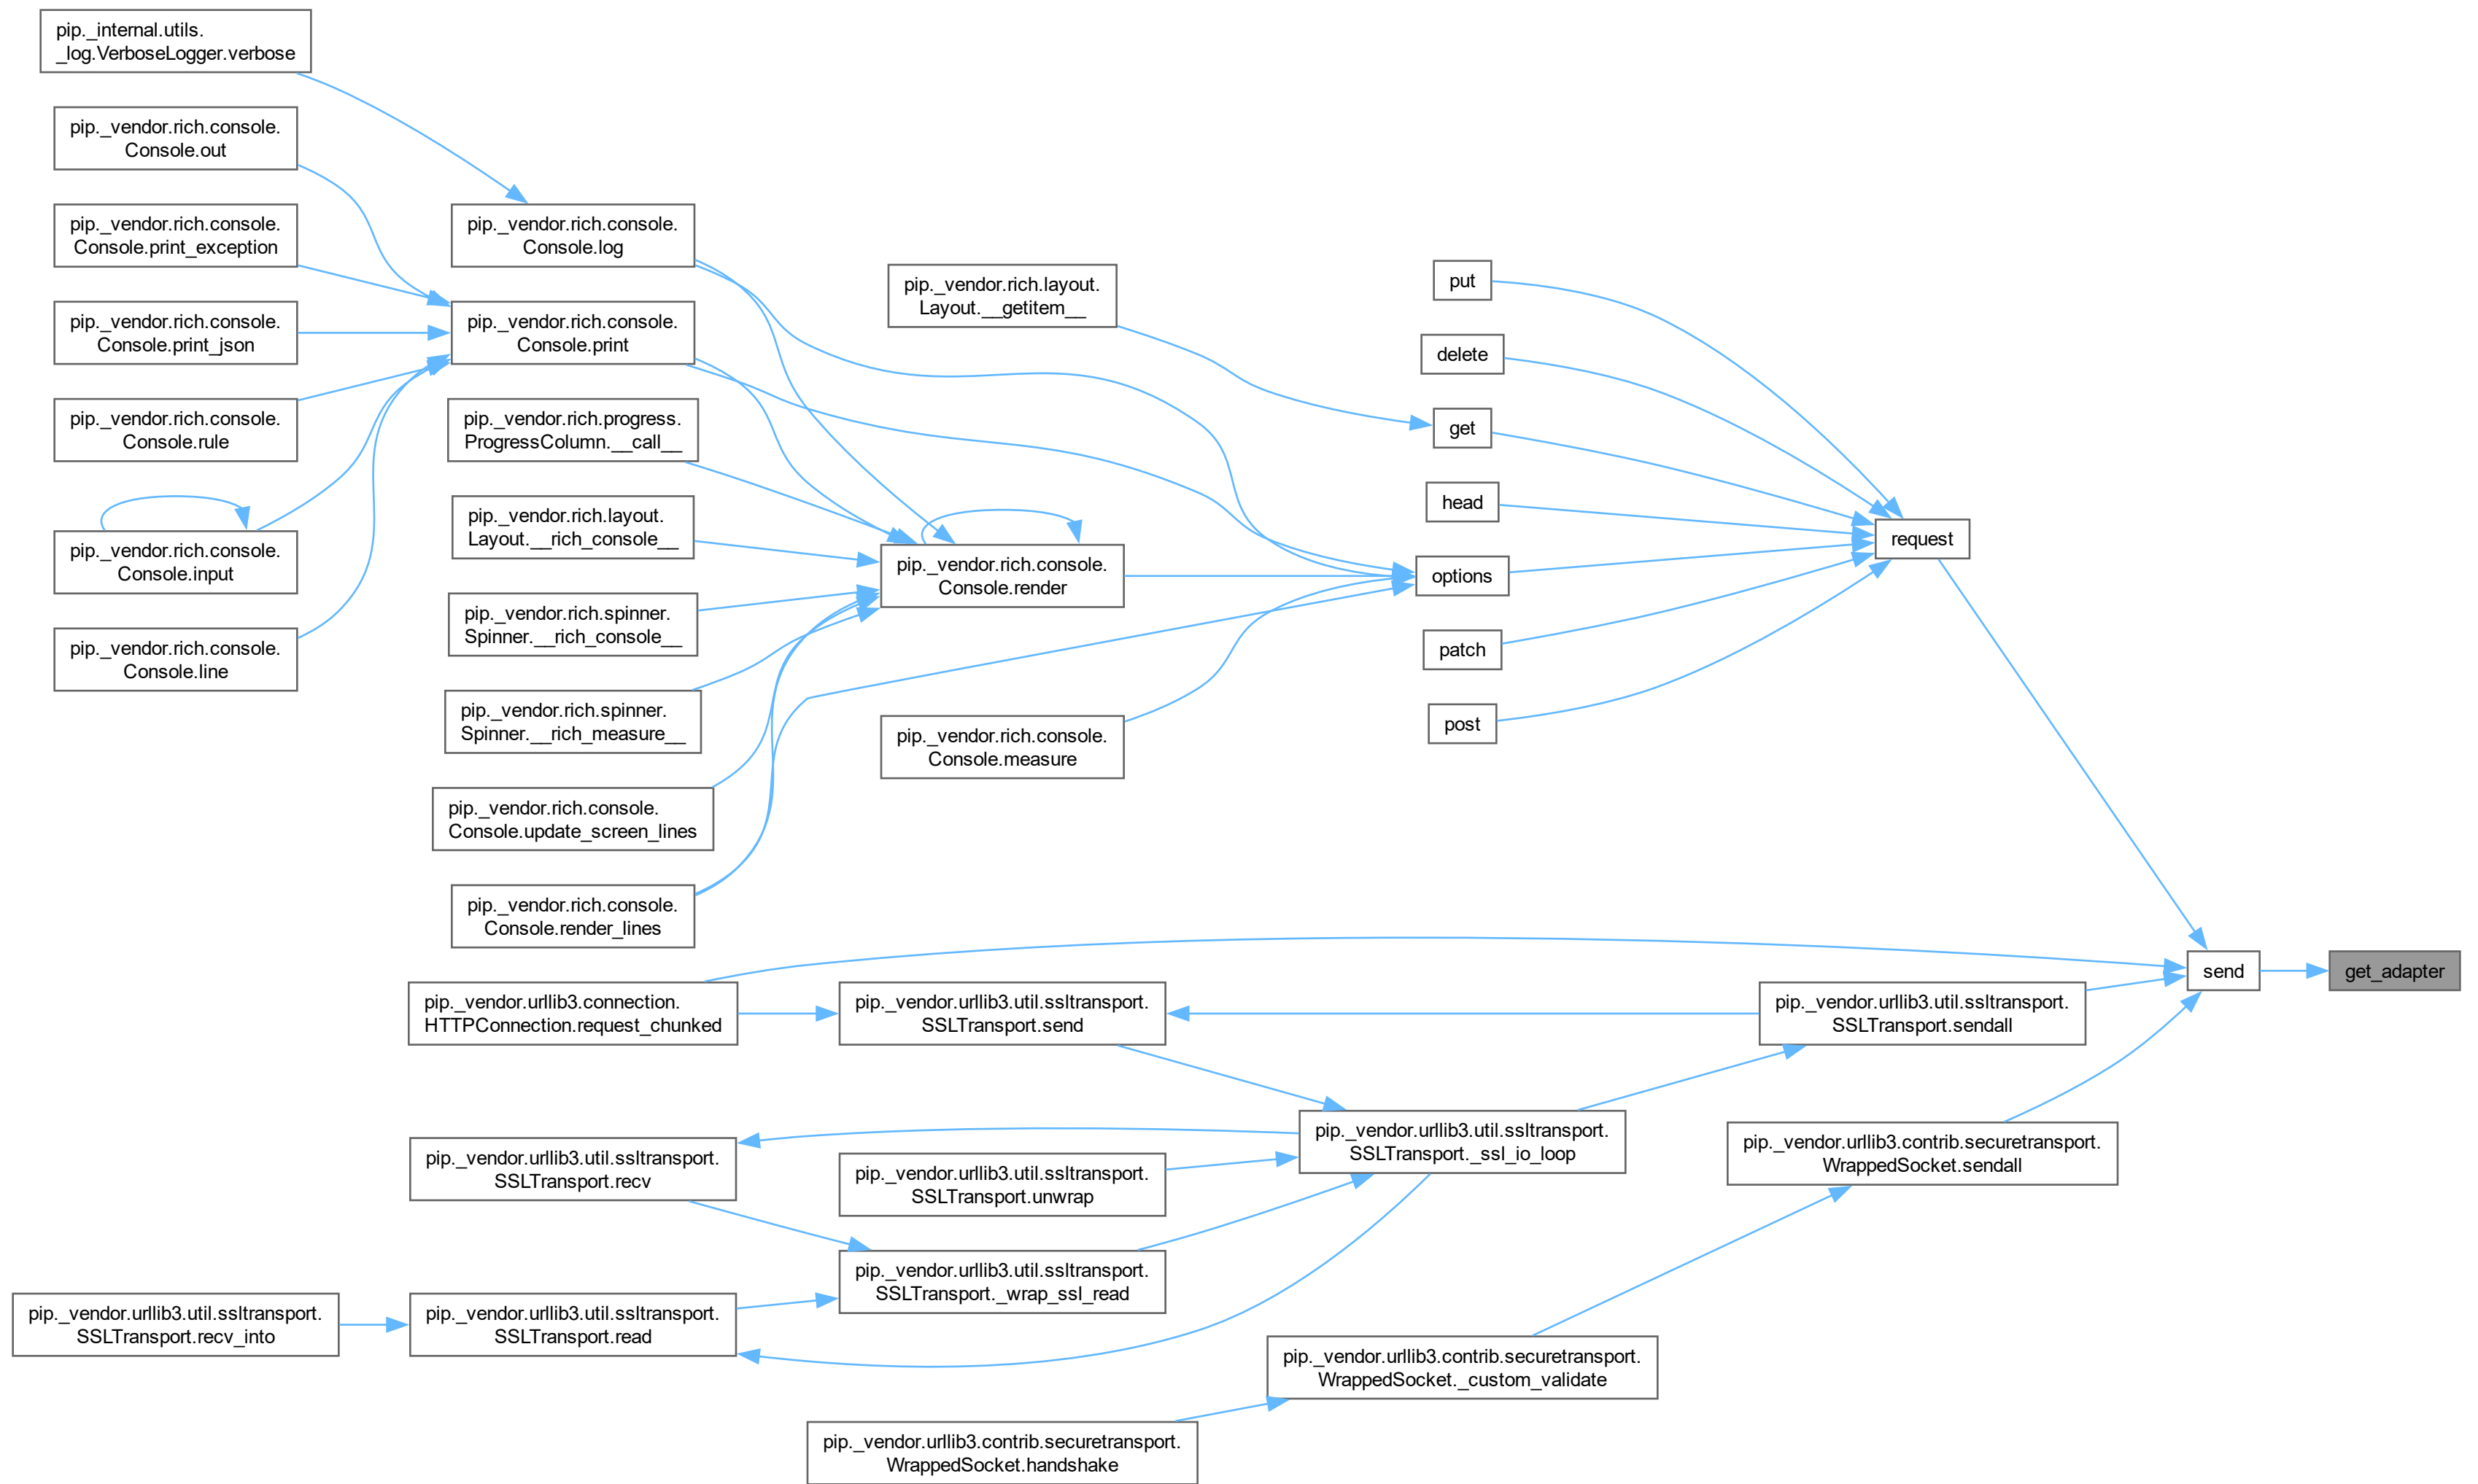 pip._internal.utils.
_log.VerboseLogger.verbose
pip._vendor.rich.console.
Console.out
pip._vendor.rich.console.
Console.print_exception
pip._vendor.rich.console.
Console.print_json
pip._vendor.rich.console.
Console.rule
pip._vendor.rich.console.
Console.input
pip._vendor.rich.console.
Console.line
pip._vendor.rich.console.
Console.log
pip._vendor.rich.console.
Console.print
pip._vendor.rich.progress.
ProgressColumn.__call__
pip._vendor.rich.layout.
Layout.__rich_console__
pip._vendor.rich.spinner.
Spinner.__rich_console__
pip._vendor.rich.spinner.
Spinner.__rich_measure__
pip._vendor.rich.console.
Console.update_screen_lines
pip._vendor.rich.console.
Console.render_lines
pip._vendor.rich.layout.
Layout.__getitem__
pip._vendor.rich.console.
Console.render
pip._vendor.rich.console.
Console.measure
put
delete
get
head
options
patch
post
request
send
get_adapter
pip._vendor.urllib3.connection.
HTTPConnection.request_chunked
pip._vendor.urllib3.util.ssltransport.
SSLTransport.send
pip._vendor.urllib3.util.ssltransport.
SSLTransport.sendall
pip._vendor.urllib3.util.ssltransport.
SSLTransport._ssl_io_loop
pip._vendor.urllib3.contrib.securetransport.
WrappedSocket.sendall
pip._vendor.urllib3.util.ssltransport.
SSLTransport.recv
pip._vendor.urllib3.util.ssltransport.
SSLTransport.unwrap
pip._vendor.urllib3.util.ssltransport.
SSLTransport._wrap_ssl_read
pip._vendor.urllib3.util.ssltransport.
SSLTransport.recv_into
pip._vendor.urllib3.util.ssltransport.
SSLTransport.read
pip._vendor.urllib3.contrib.securetransport.
WrappedSocket._custom_validate
pip._vendor.urllib3.contrib.securetransport.
WrappedSocket.handshake